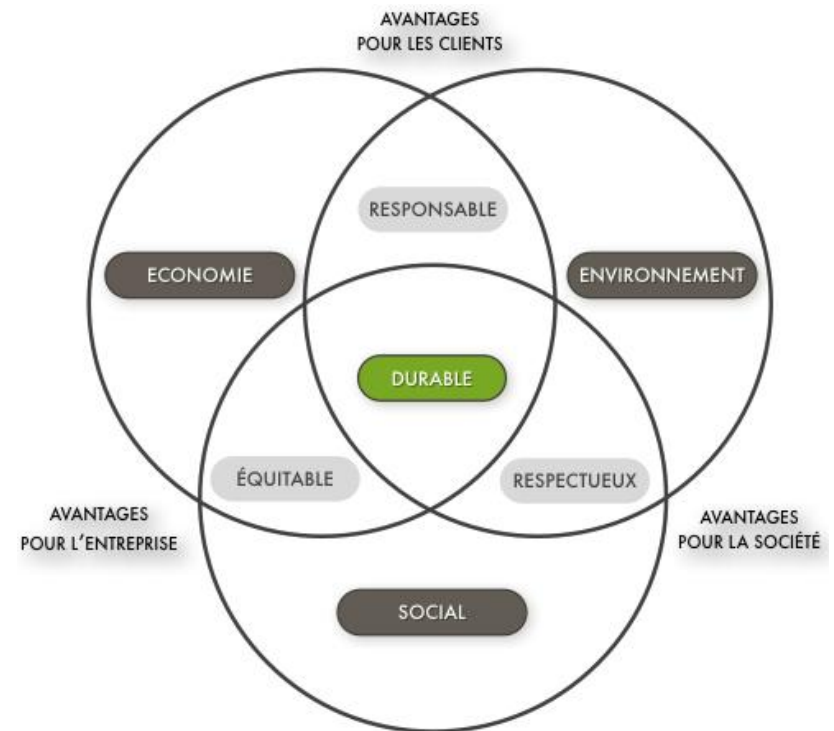 AVANTAGES
POUR LES CLIENTS
RESPONSABLE
ECONOMIE
ENVIRONNEMENT
DURABLE
ÉQUITABLE
RESPECTUEUX
AVANTAGES
POUR L'ENTREPRISE
AVANTAGES
POUR LA SOCIÉTÉ
SOCIAL